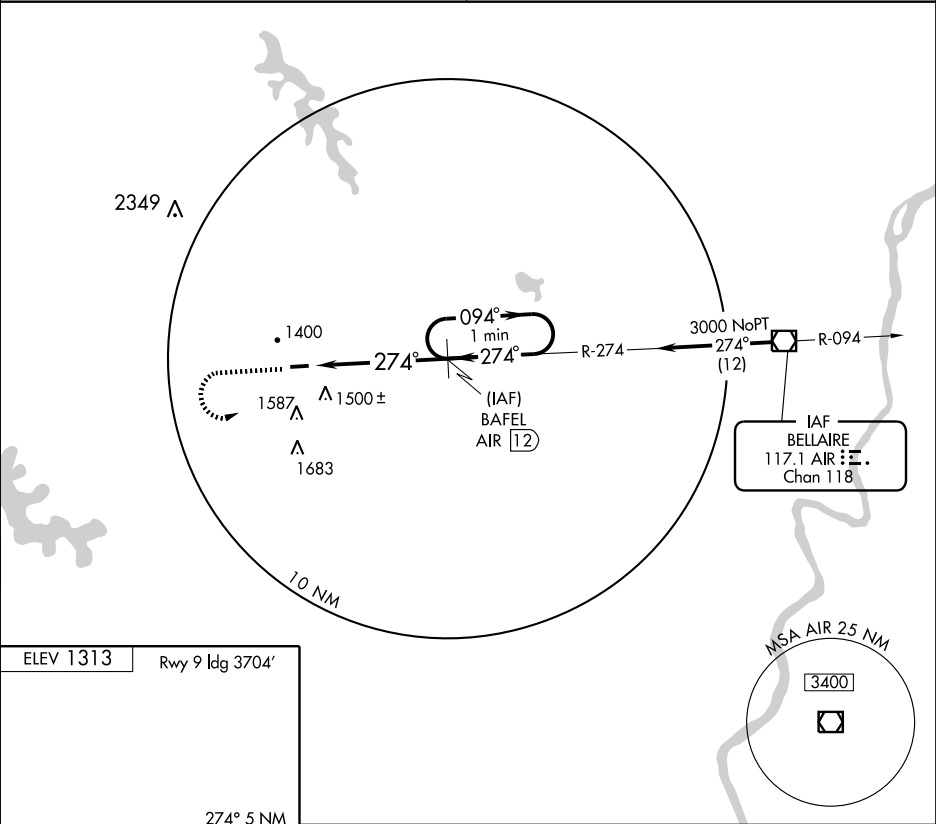 2349
1400
094°
1 min
274°
274°
R-274
3000 NoPT
274°
(12)
R-094
1587
1500 ±
1683
(IAF)
BAFEL
AIR 12
IAF
BELLAIRE
117.1 AIR
Chan 118
10 NM
MSA AIR 25 NM
3400
ELEV 1313
Rwy 9 ldg 3704'
274° 5 NM